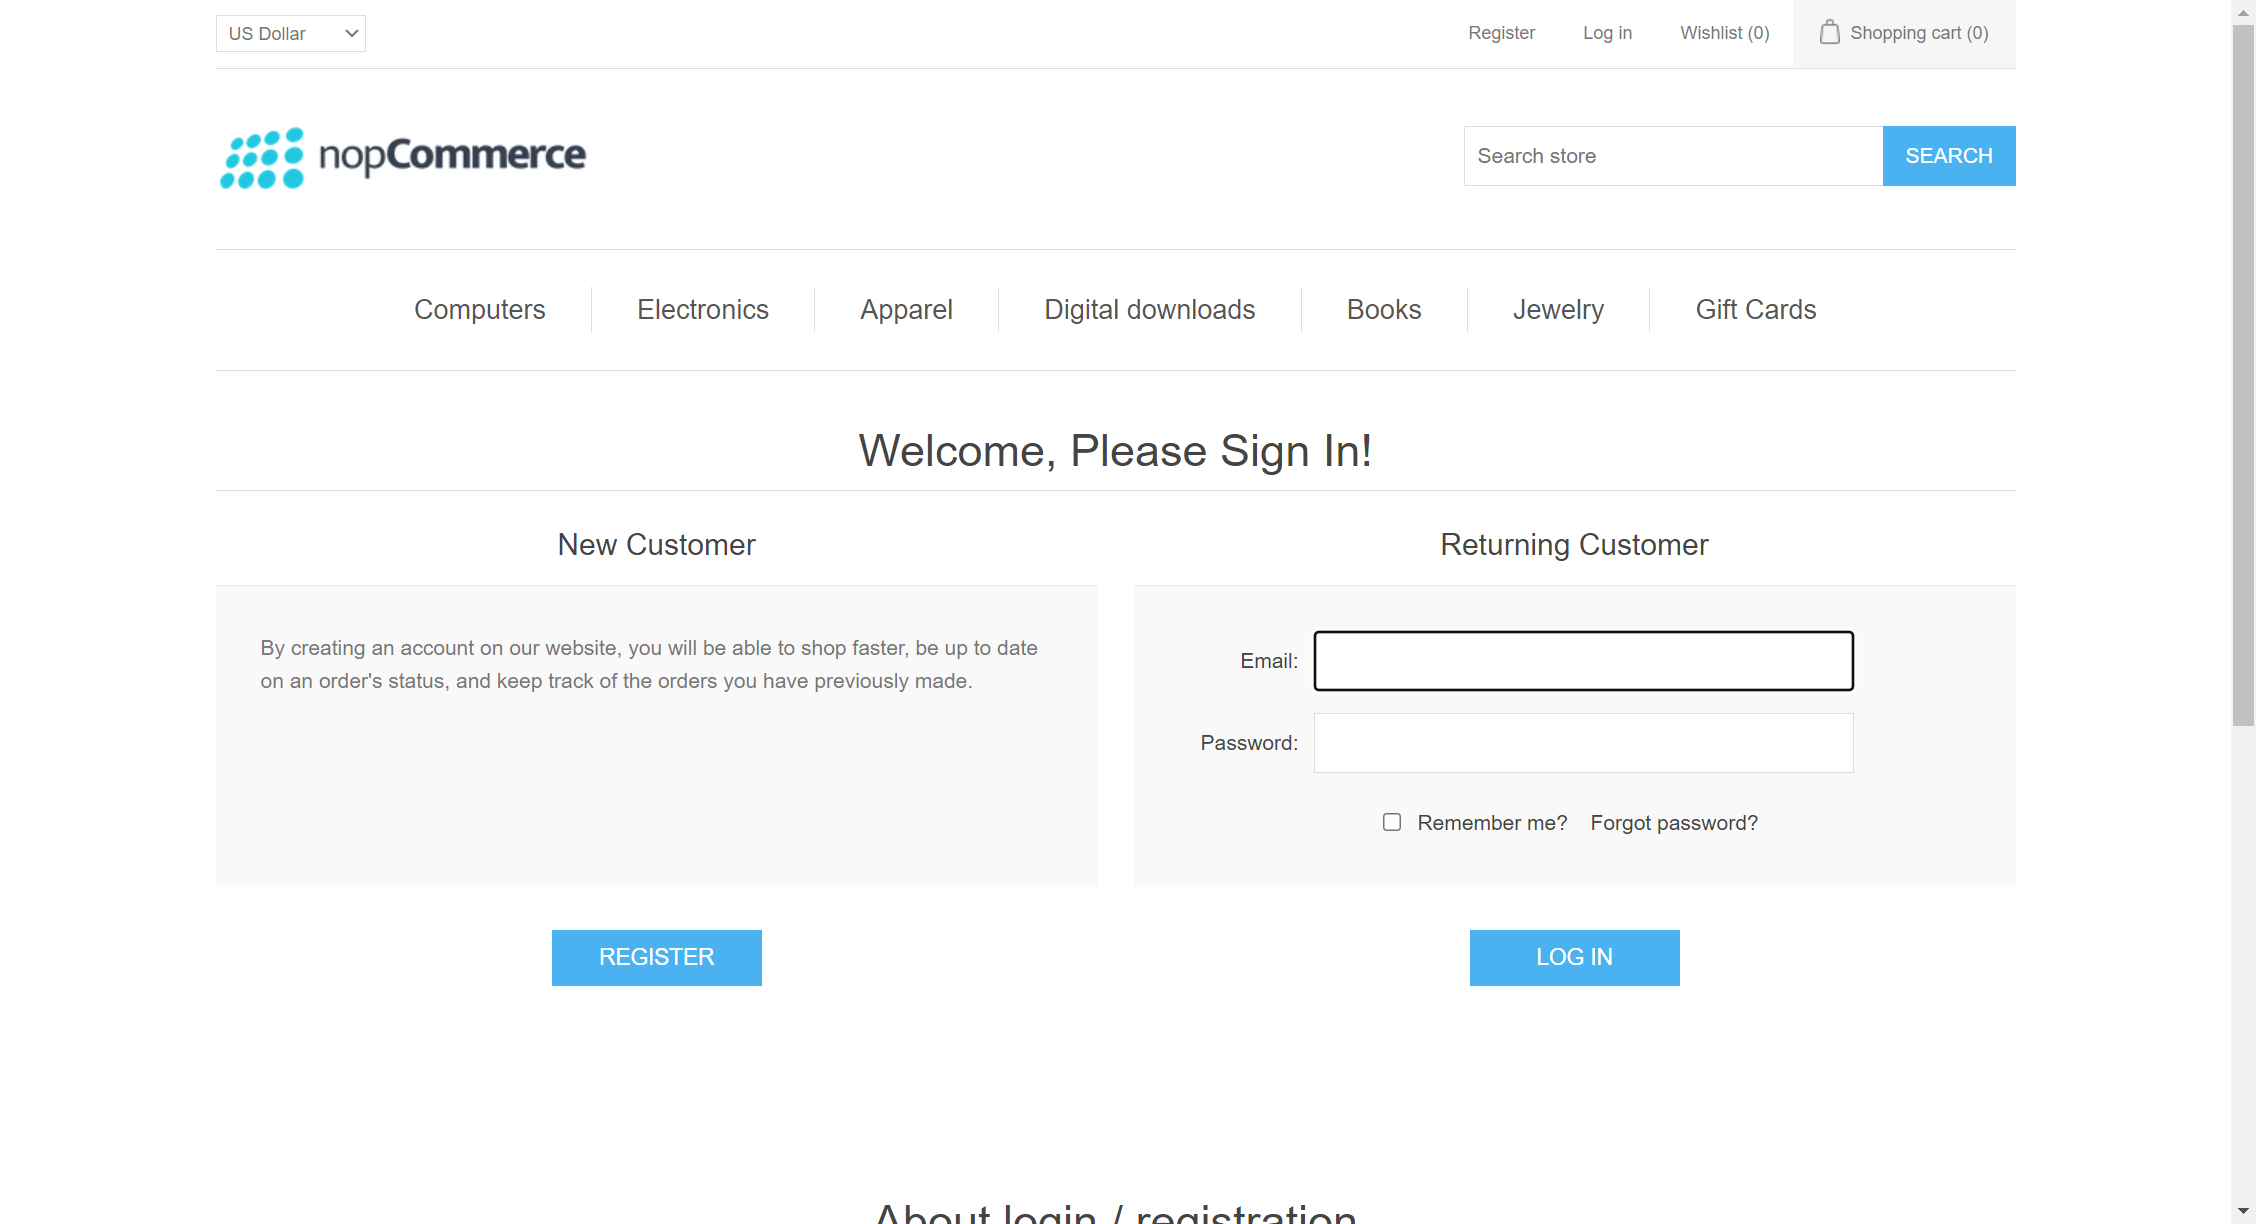 US Dollar
Register Log in Wishlist (0) Shopping cart (0)
nopCommerce
Search store SEARCH
Computers Electronics Apparel Digital downloads Books Jewelry Gift Cards
Welcome, Please Sign In!
New Customer
By creating an account on our website, you will be able to shop faster, be up to date
on an order's status, and keep track of the orders you have previously made.
REGISTER
Returning Customer
Email:
Password:
Remember me? Forgot password?
LOG IN
About login / registration